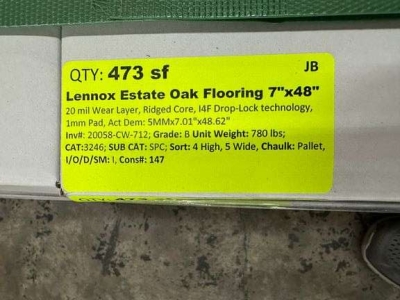 QTY: 473 sf JB
Lennox Estate Oak Flooring 7"x48"
20 mil Wear Layer, Ridged Core, I4F Drop-Lock technology,
1mm Pad, Act Dem: 5MMx7.01"x48.62"
Inv#: 20058-CW-712; Grade: B Unit Weight: 780 lbs;
CAT:3246; SUB CAT: SPC; Sort: 4 High, 5 Wide, Chaulk: Pallet,
I/O/D/SM: I, Cons#: 147
473 sf